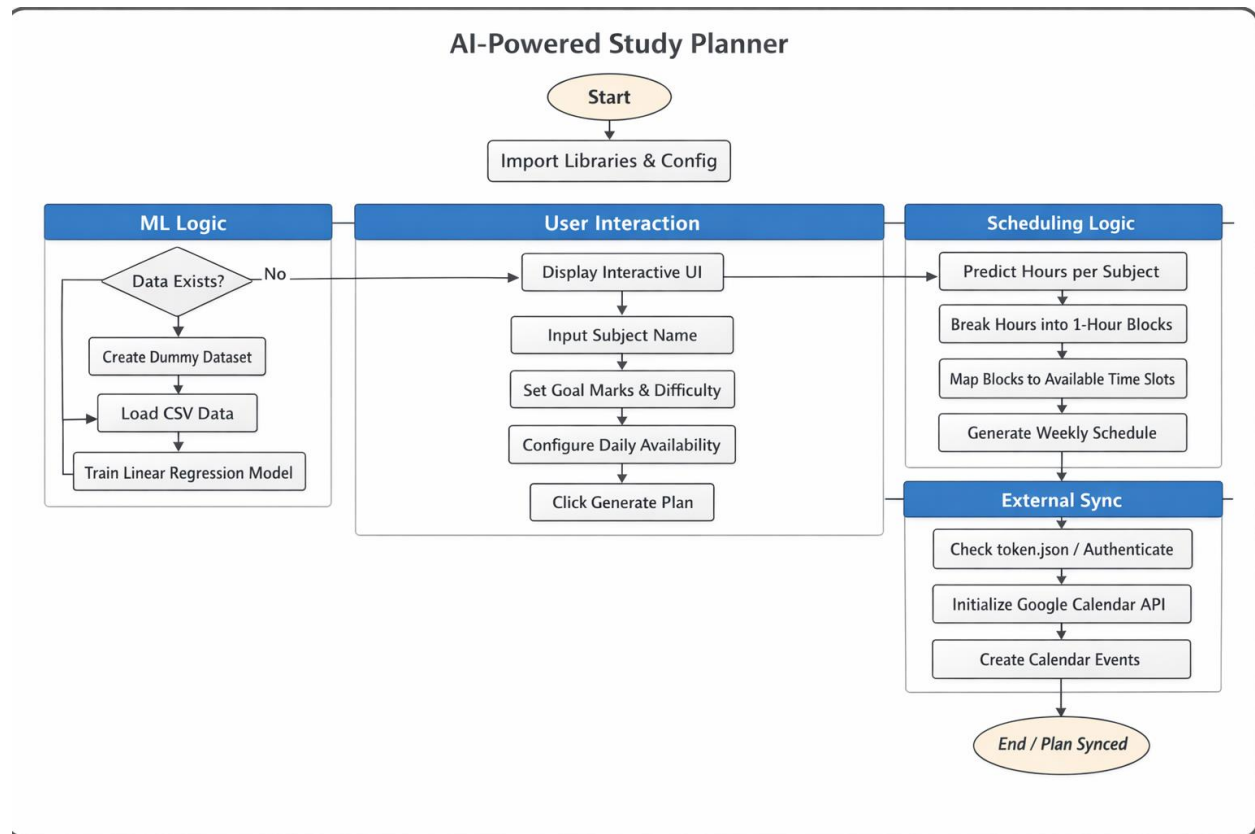 AI-Powered Study Planner
Start
Import Libraries & Config
ML Logic
Data Exists?
No
Create Dummy Dataset
Load CSV Data
Train Linear Regression Model
User Interaction
Display Interactive UI
Input Subject Name
Set Goal Marks & Difficulty
Configure Daily Availability
Click Generate Plan
Scheduling Logic
Predict Hours per Subject
Break Hours into 1-Hour Blocks
Map Blocks to Available Time Slots
Generate Weekly Schedule
External Sync
Check token.json / Authenticate
Initialize Google Calendar API
Create Calendar Events
End / Plan Synced